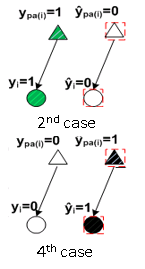 y_pa(i)=1 ŷ_pa(i)=0
y_i=1 ŷ_i=0
2nd case
y_pa(i)=0 ŷ_pa(i)=1
y_i=0 ŷ_i=1
4th case